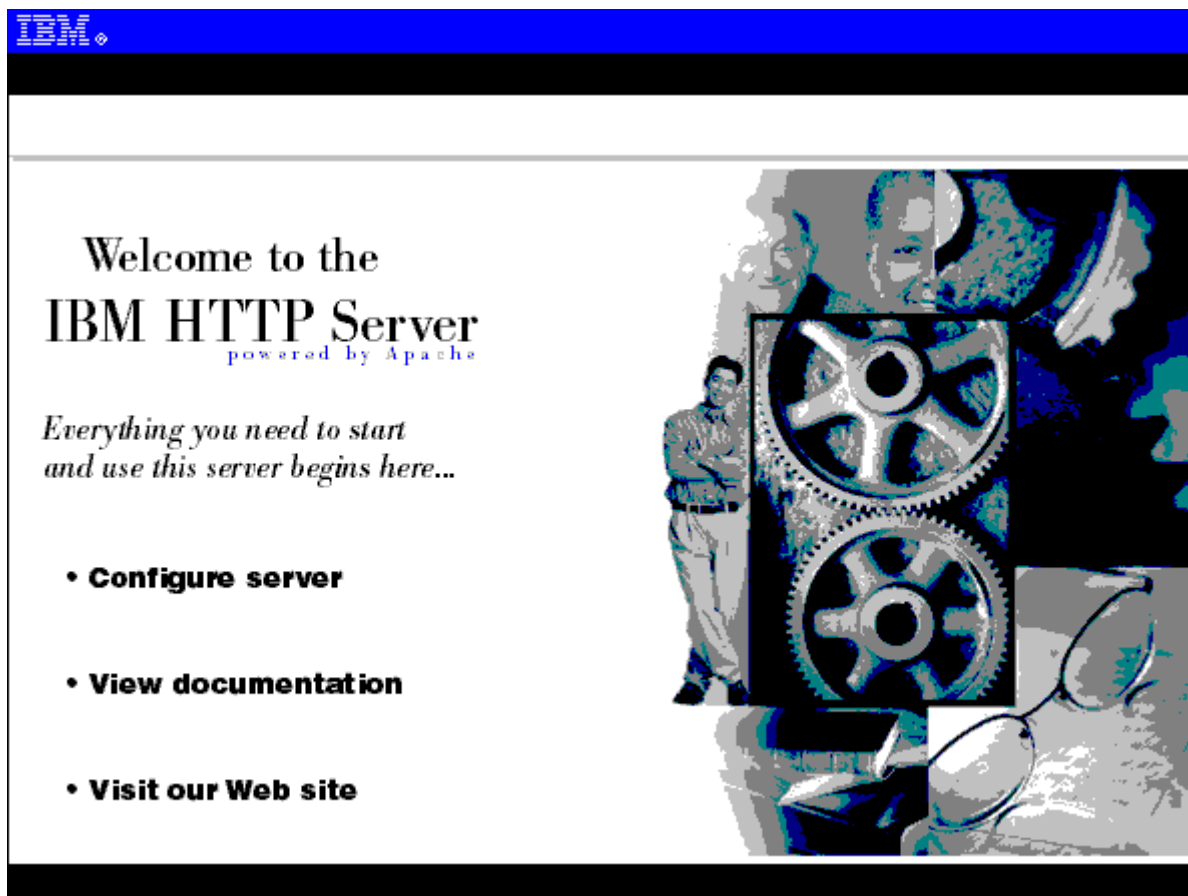 IBM®
Welcome to the
IBM HTTP Server
powered by Apache
Everything you need to start
and use this server begins here...
• Configure server
• View documentation
• Visit our Web site